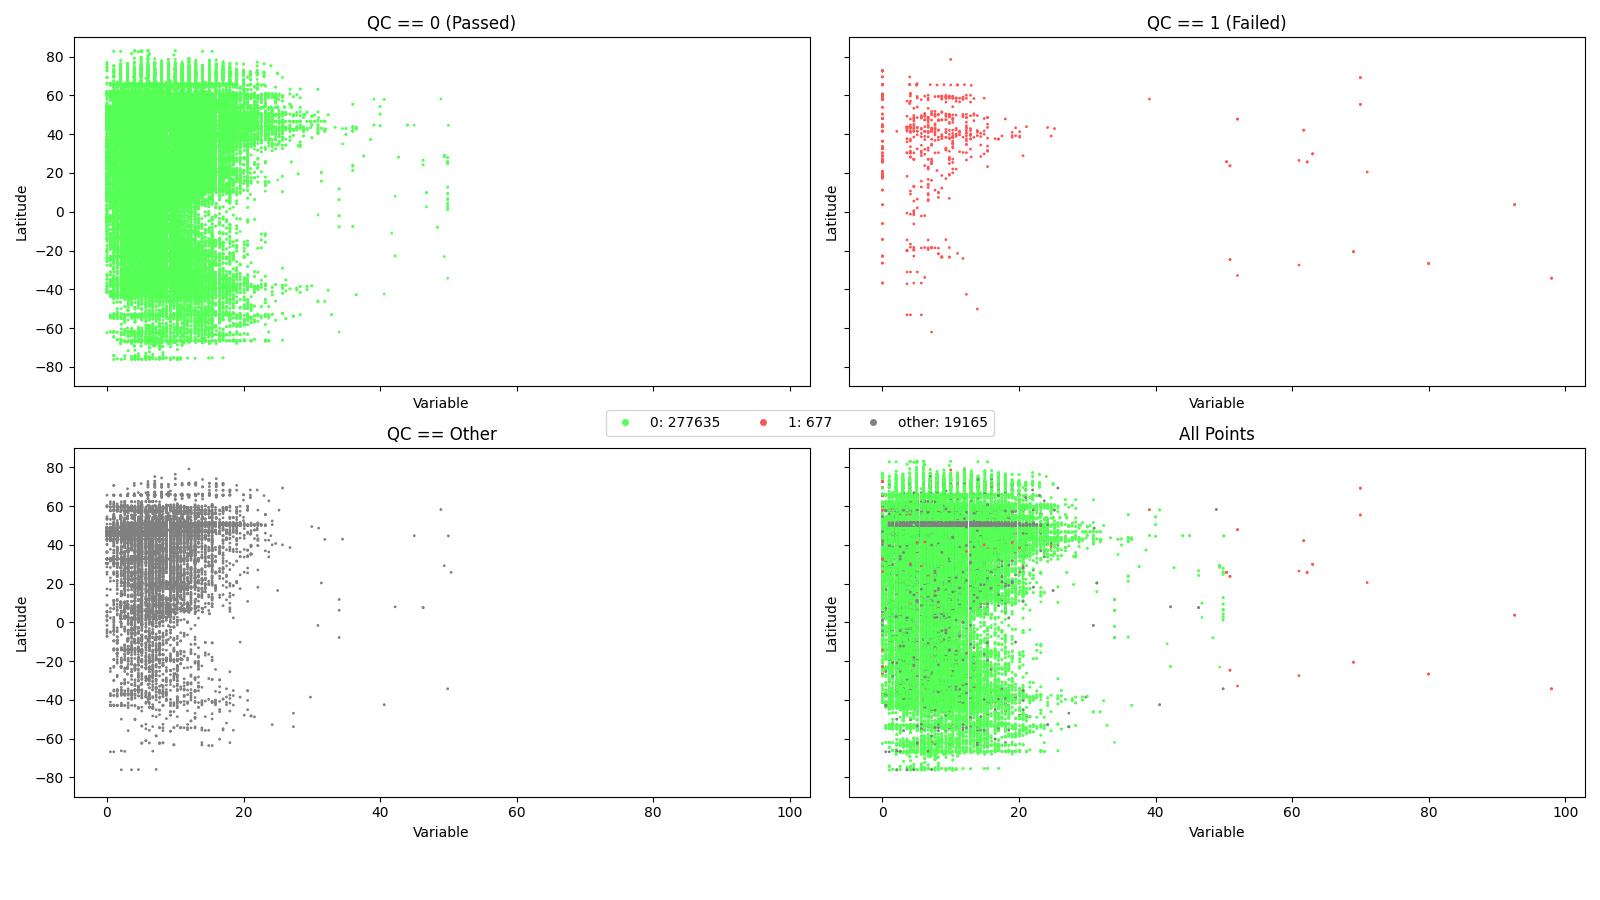 QC == 0 (Passed)
80
60
40
20
0
−20
−40
−60
−80
Latitude
Variable
QC == 1 (Failed)
Latitude
Variable
0: 277635 1: 677 other: 19165
QC == Other
80
60
40
20
0
−20
−40
−60
−80
Latitude
0 20 40 60 80 100
Variable
All Points
Latitude
0 20 40 60 80 100
Variable